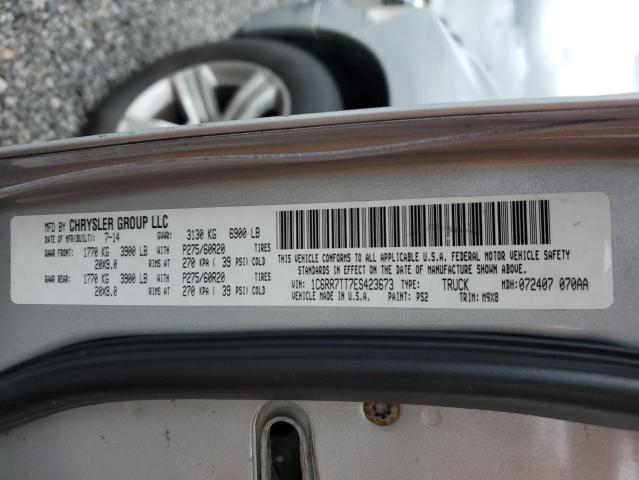 MFD BY CHRYSLER GROUP LLC
DATE OF MFR(BUILT): 7-14 GVWR: 3130 KG 6900 LB
GAWR FRONT: 1770 KG 3900 LB WITH P275/60R20 TIRES
20X9.0 RIMS AT 270 KPA ( 39 PSI) COLD
GAWR REAR: 1770 KG 3900 LB WITH P275/60R20 TIRES
20X9.0 RIMS AT 270 KPA ( 39 PSI) COLD
THIS VEHICLE CONFORMS TO ALL APPLICABLE U.S.A. FEDERAL MOTOR VEHICLE SAFETY
STANDARDS IN EFFECT ON THE DATE OF MANUFACTURE SHOWN ABOVE.
VIN: 1C6RR7TT7ES423673 TYPE: TRUCK MDH: 072407 070AA
VEHICLE MADE IN U.S.A. PAINT: PS2 TRIM: M9X8